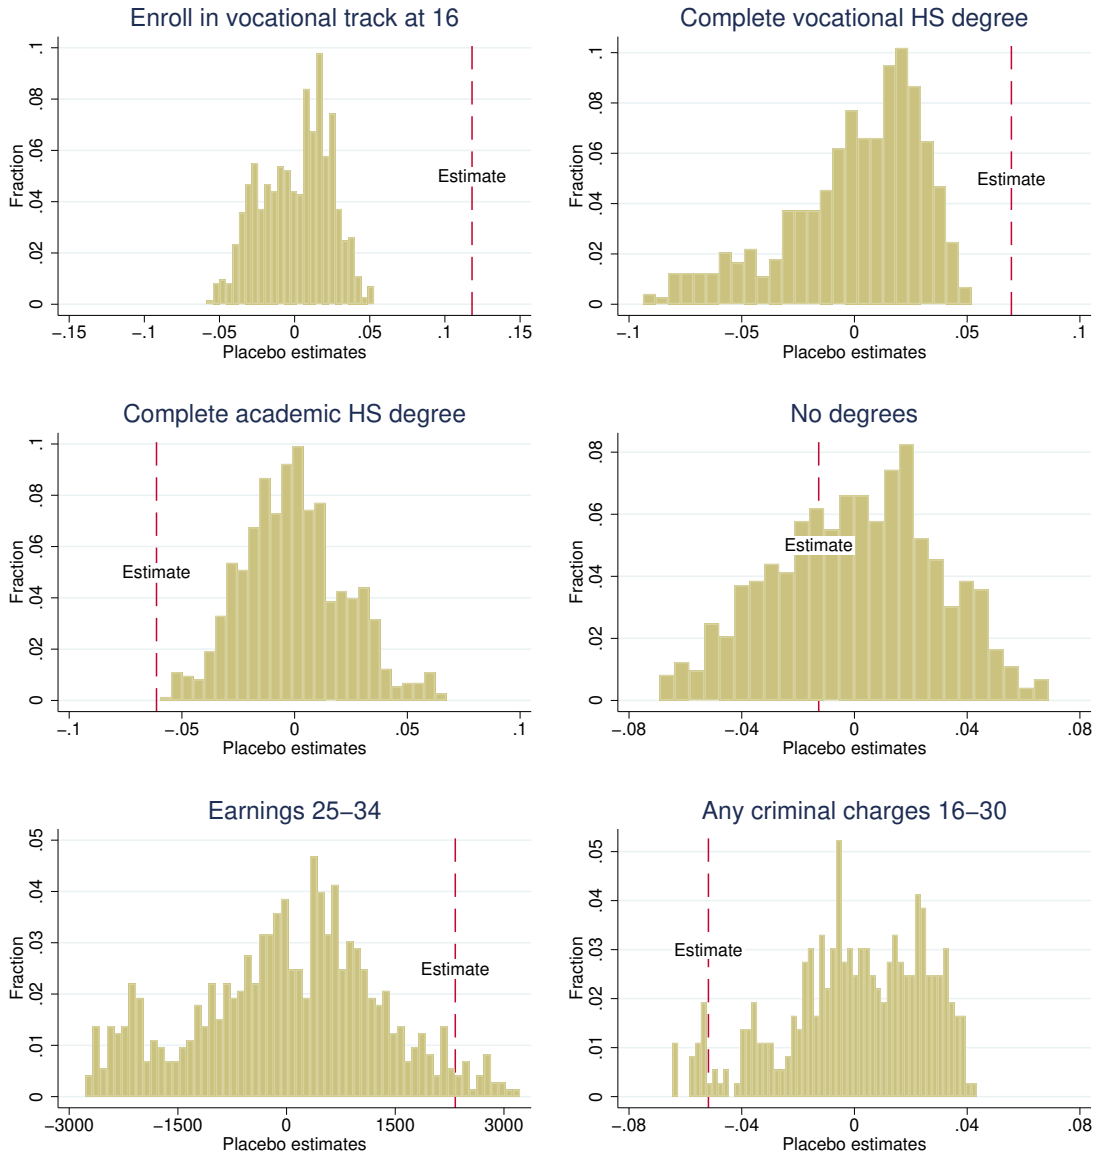 Enroll in vocational track at 16
Fraction
0 .02 .04 .06 .08 .1
Estimate
−.15 −.1 −.05 0 .05 .1 .15
Placebo estimates
Complete vocational HS degree
Fraction
0 .02 .04 .06 .08 .1
Estimate
−.1 −.05 0 .05 .1
Placebo estimates
Complete academic HS degree
Fraction
0 .02 .04 .06 .08 .1
Estimate
−.1 −.05 0 .05 .1
Placebo estimates
No degrees
Fraction
0 .02 .04 .06 .08
Estimate
−.08 −.04 0 .04 .08
Placebo estimates
Earnings 25−34
Fraction
0 .01 .02 .03 .04 .05
Estimate
−3000 −1500 0 1500 3000
Placebo estimates
Any criminal charges 16−30
Fraction
0 .01 .02 .03 .04 .05
Estimate
−.08 −.04 0 .04 .08
Placebo estimates